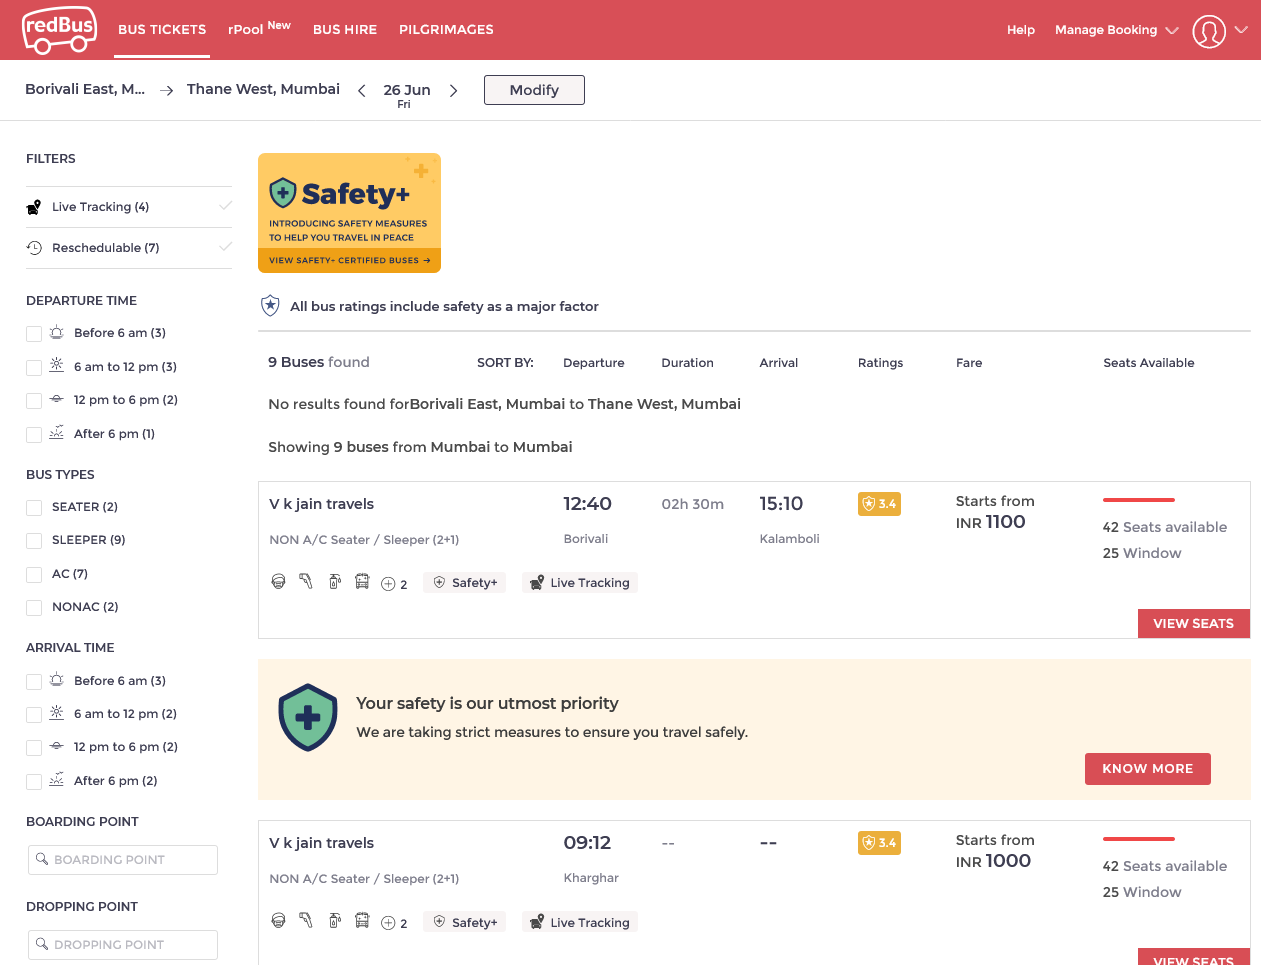 redBus
BUS TICKETS
rPool New
BUS HIRE
PILGRIMAGES
Help
Manage Booking
Borivali East, M...
Thane West, Mumbai
26 Jun
Fri
Modify
FILTERS
Live Tracking (4)
Reschedulable (7)
DEPARTURE TIME
Before 6 am (3)
6 am to 12 pm (3)
12 pm to 6 pm (2)
After 6 pm (1)
BUS TYPES
SEATER (2)
SLEEPER (9)
AC (7)
NONAC (2)
ARRIVAL TIME
Before 6 am (3)
6 am to 12 pm (2)
12 pm to 6 pm (2)
After 6 pm (2)
BOARDING POINT
BOARDING POINT
DROPPING POINT
DROPPING POINT
Safety+
INTRODUCING SAFETY MEASURES
TO HELP YOU TRAVEL IN PEACE
VIEW SAFETY+ CERTIFIED BUSES →
All bus ratings include safety as a major factor
9 Buses found
SORT BY:
Departure
Duration
Arrival
Ratings
Fare
Seats Available
No results found forBorivali East, Mumbai to Thane West, Mumbai
Showing 9 buses from Mumbai to Mumbai
V k jain travels
12:40
02h 30m
15:10
3.4
Starts from
INR 1100
42 Seats available
25 Window
NON A/C Seater / Sleeper (2+1)
Borivali
Kalamboli
2
Safety+
Live Tracking
VIEW SEATS
Your safety is our utmost priority
We are taking strict measures to ensure you travel safely.
KNOW MORE
V k jain travels
09:12
--
--
3.4
Starts from
INR 1000
42 Seats available
25 Window
NON A/C Seater / Sleeper (2+1)
Kharghar
2
Safety+
Live Tracking
VIEW SEATS